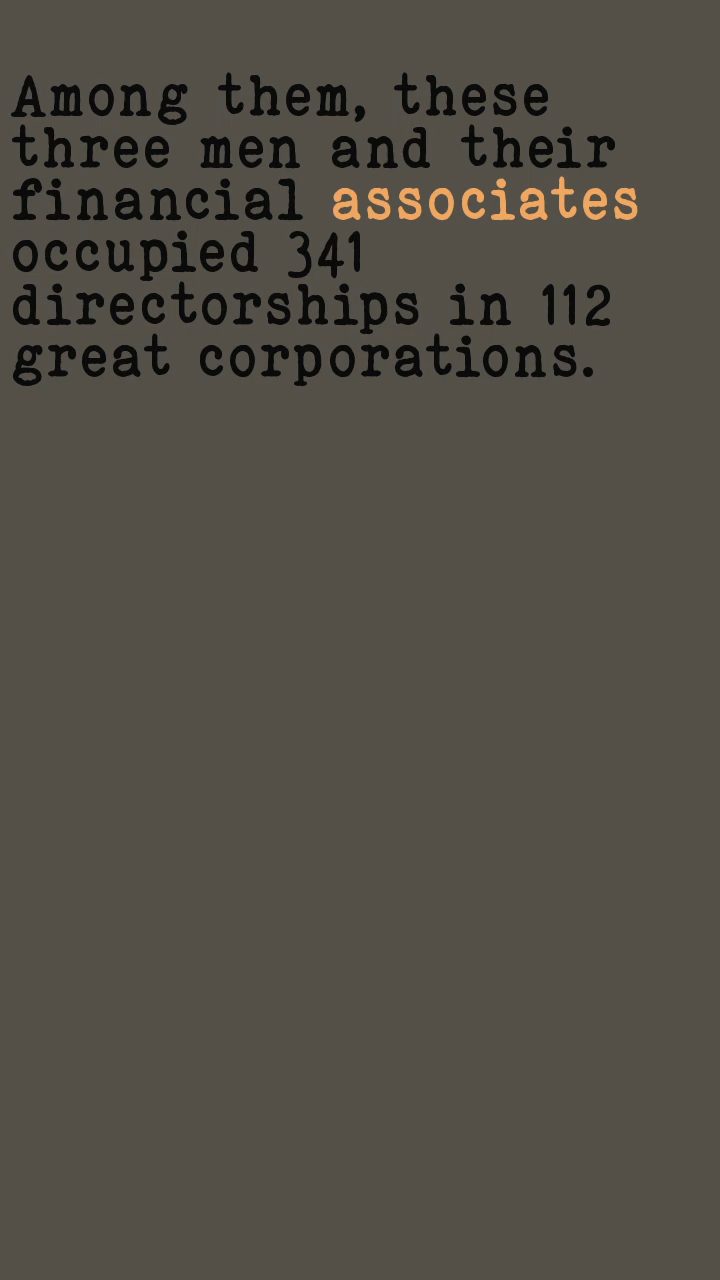 Among them, these
three men and their
financial associates
occupied 341
directorships in 112
great corporations.